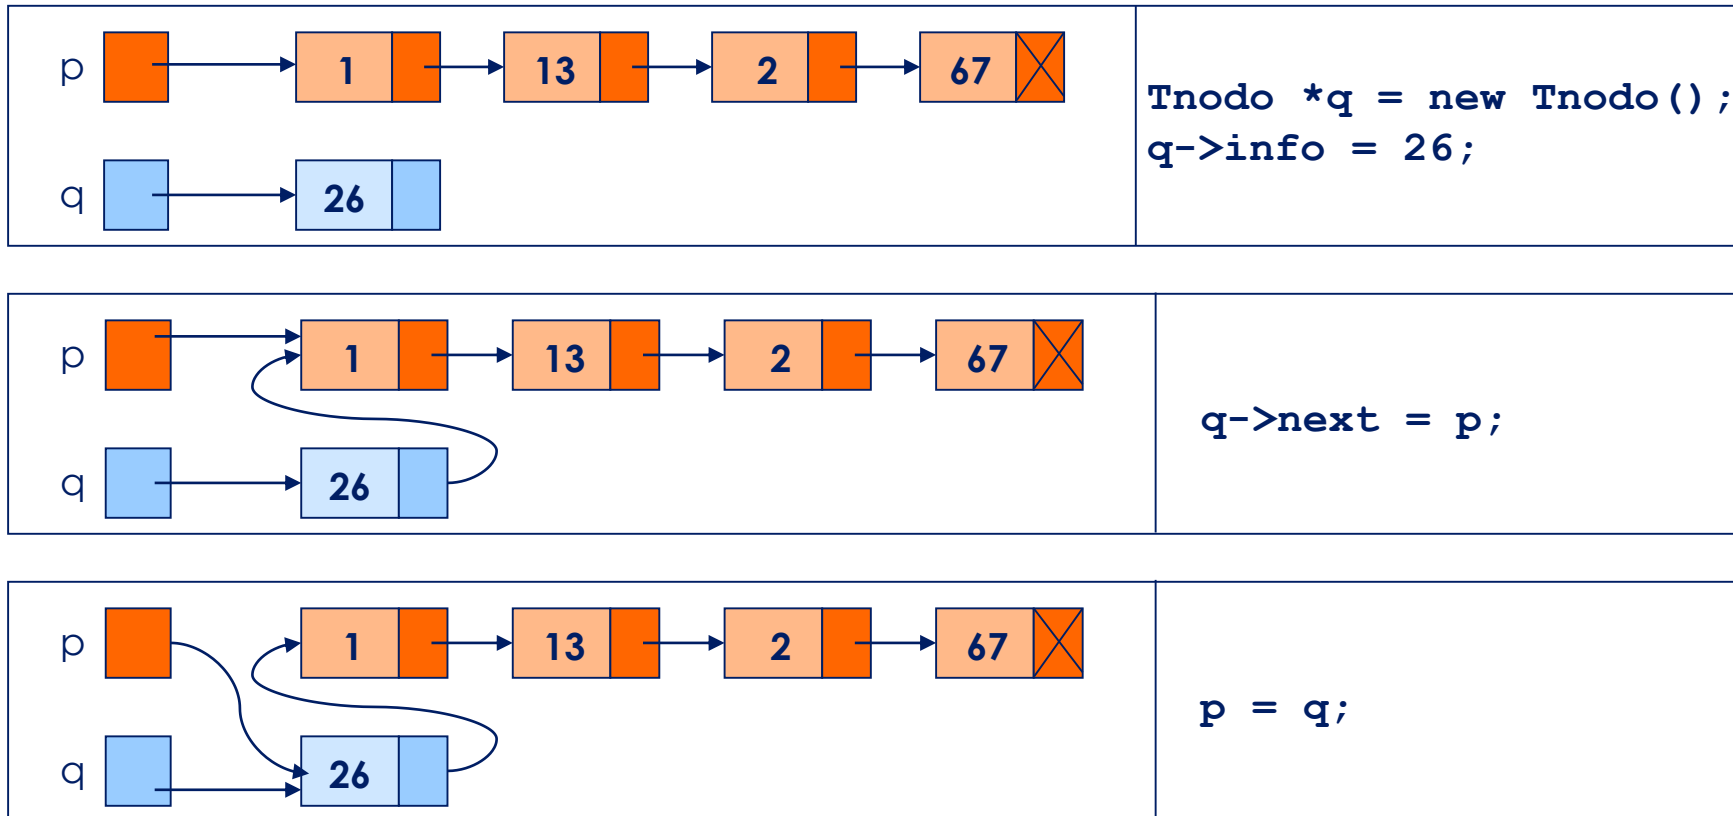 p 1 13 2 67
Tnodo *q = new Tnodo();
q->info = 26;
q 26
p 1 13 2 67
q->next = p;
q 26
p 1 13 2 67
p = q;
q 26